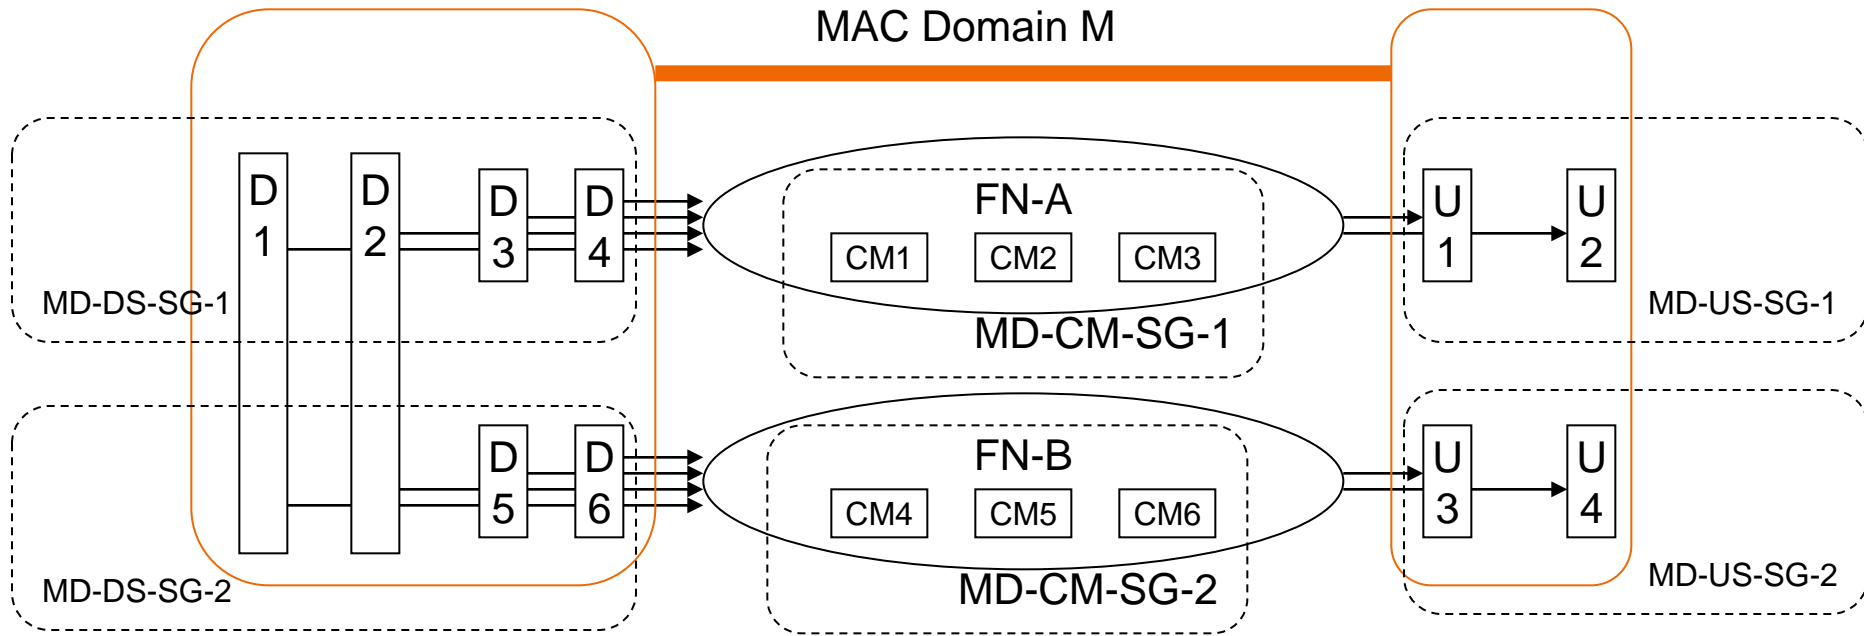 MAC Domain M
D
1
D
2
D
3
D
4
MD-DS-SG-1
FN-A
CM1
CM2
CM3
MD-CM-SG-1
U
1
U
2
MD-US-SG-1
D
5
D
6
MD-DS-SG-2
FN-B
CM4
CM5
CM6
MD-CM-SG-2
U
3
U
4
MD-US-SG-2